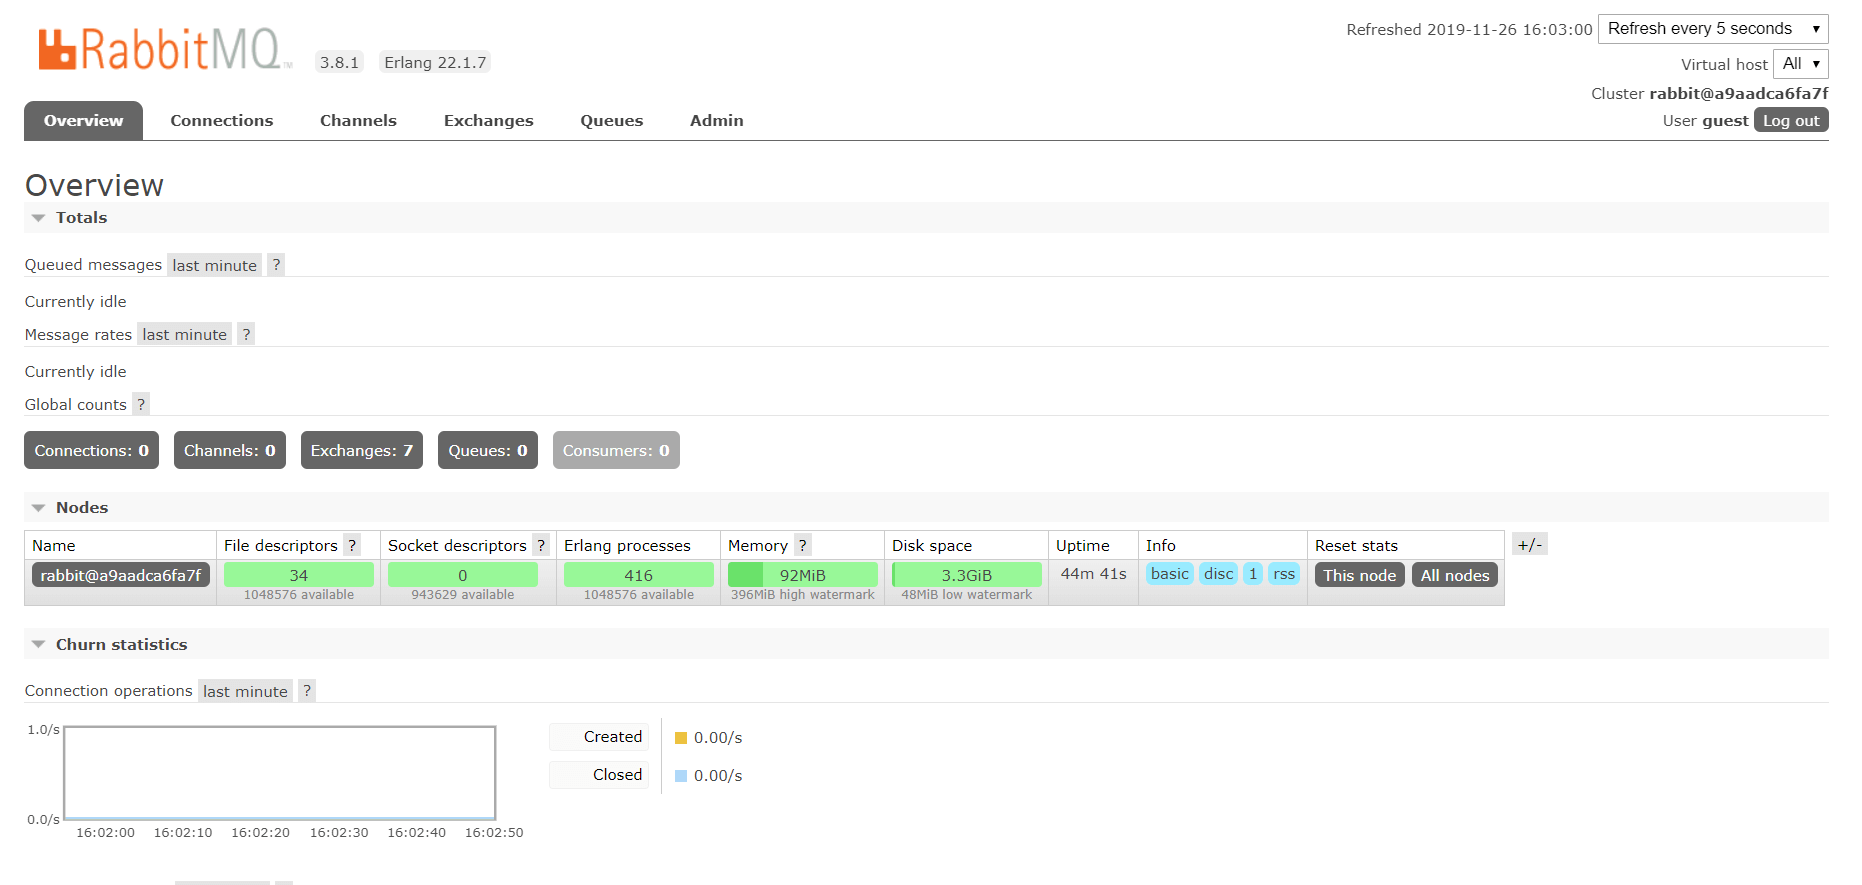 RabbitMQ™ 3.8.1 Erlang 22.1.7
Refreshed 2019-11-26 16:03:00 Refresh every 5 seconds
Virtual host All
Cluster rabbit@a9aadca6fa7f
User guest Log out
Overview Connections Channels Exchanges Queues Admin
Overview
Totals
Queued messages last minute ?
Currently idle
Message rates last minute ?
Currently idle
Global counts ?
Connections: 0 Channels: 0 Exchanges: 7 Queues: 0 Consumers: 0
Nodes
Name File descriptors ? Socket descriptors ? Erlang processes Memory ? Disk space Uptime Info Reset stats +/-
rabbit@a9aadca6fa7f 34 0 416 92MiB 3.3GiB 44m 41s basic disc 1 rss This node All nodes
1048576 available 943629 available 1048576 available 396MiB high watermark 48MiB low watermark
Churn statistics
Connection operations last minute ?
1.0/s
Created 0.00/s
Closed 0.00/s
0.0/s
16:02:00 16:02:10 16:02:20 16:02:30 16:02:40 16:02:50